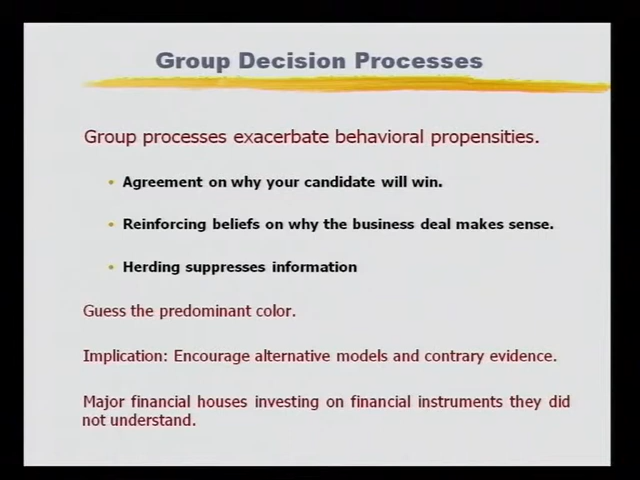 Group Decision Processes
Group processes exacerbate behavioral propensities.
• Agreement on why your candidate will win.
• Reinforcing beliefs on why the business deal makes sense.
• Herding suppresses information
Guess the predominant color.
Implication: Encourage alternative models and contrary evidence.
Major financial houses investing on financial instruments they did
not understand.